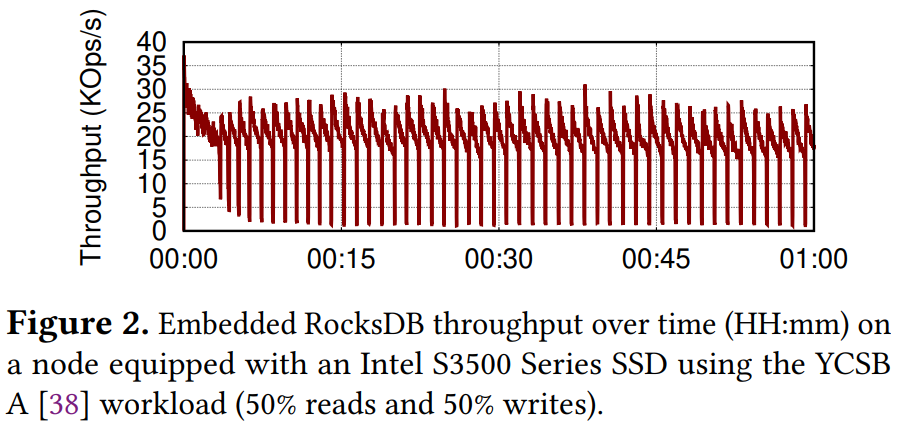 Throughput (KOps/s)
40
35
30
25
20
15
10
5
0
00:00 00:15 00:30 00:45 01:00
Figure 2. Embedded RocksDB throughput over time (HH:mm) on
a node equipped with an Intel S3500 Series SSD using the YCSB
A [38] workload (50% reads and 50% writes).